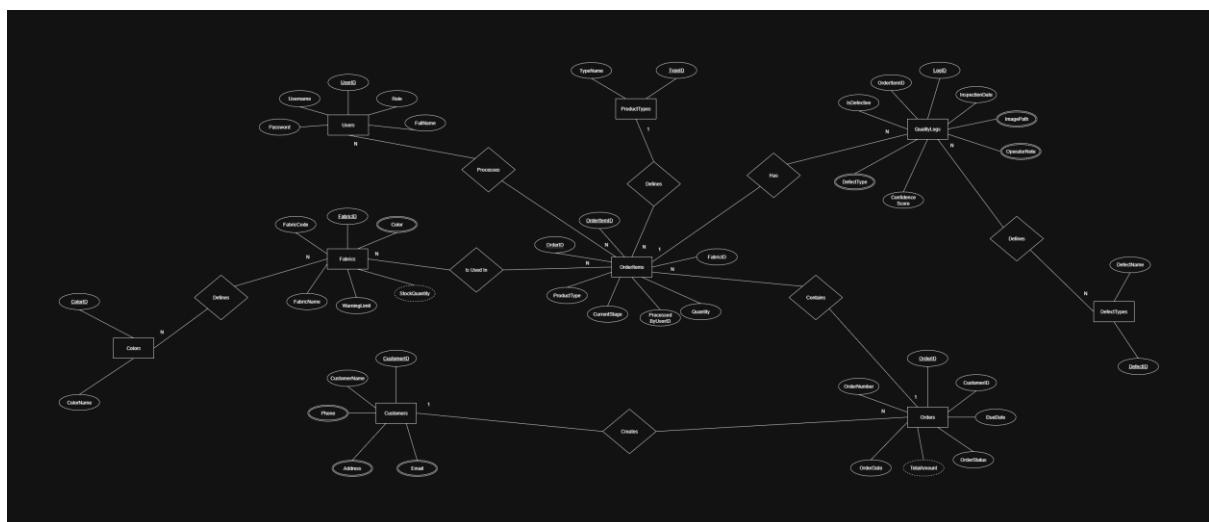 LogID
TypeName
TypeID
OrderItemID
UserID
InspectionDate
Username
Role
IsDefective
ProductTypes
ImagePath
Password
Users
FullName
QualityLogs
1
N
N
N
OperatorNote
Processes
Has
Defines
DefectType
Confidence
Score
FabricID
OrderItemID
FabricCode
Color
Defines
OrderID
N
N
1
FabricID
N
Fabrics
N
Is Used In
N
OrderItems
N
DefectName
StockQuantity
ProductType
Defines
Contains
ColorID
FabricName
WarningLimit
CurrentStage
Processed
ByUserID
Quantity
N
DefectTypes
N
Colors
CustomerID
OrderID
DefectID
CustomerName
OrderNumber
CustomerID
ColorName
1
1
Phone
Customers
N
Orders
DueDate
Creates
Address
Email
OrderDate
TotalAmount
OrderStatus